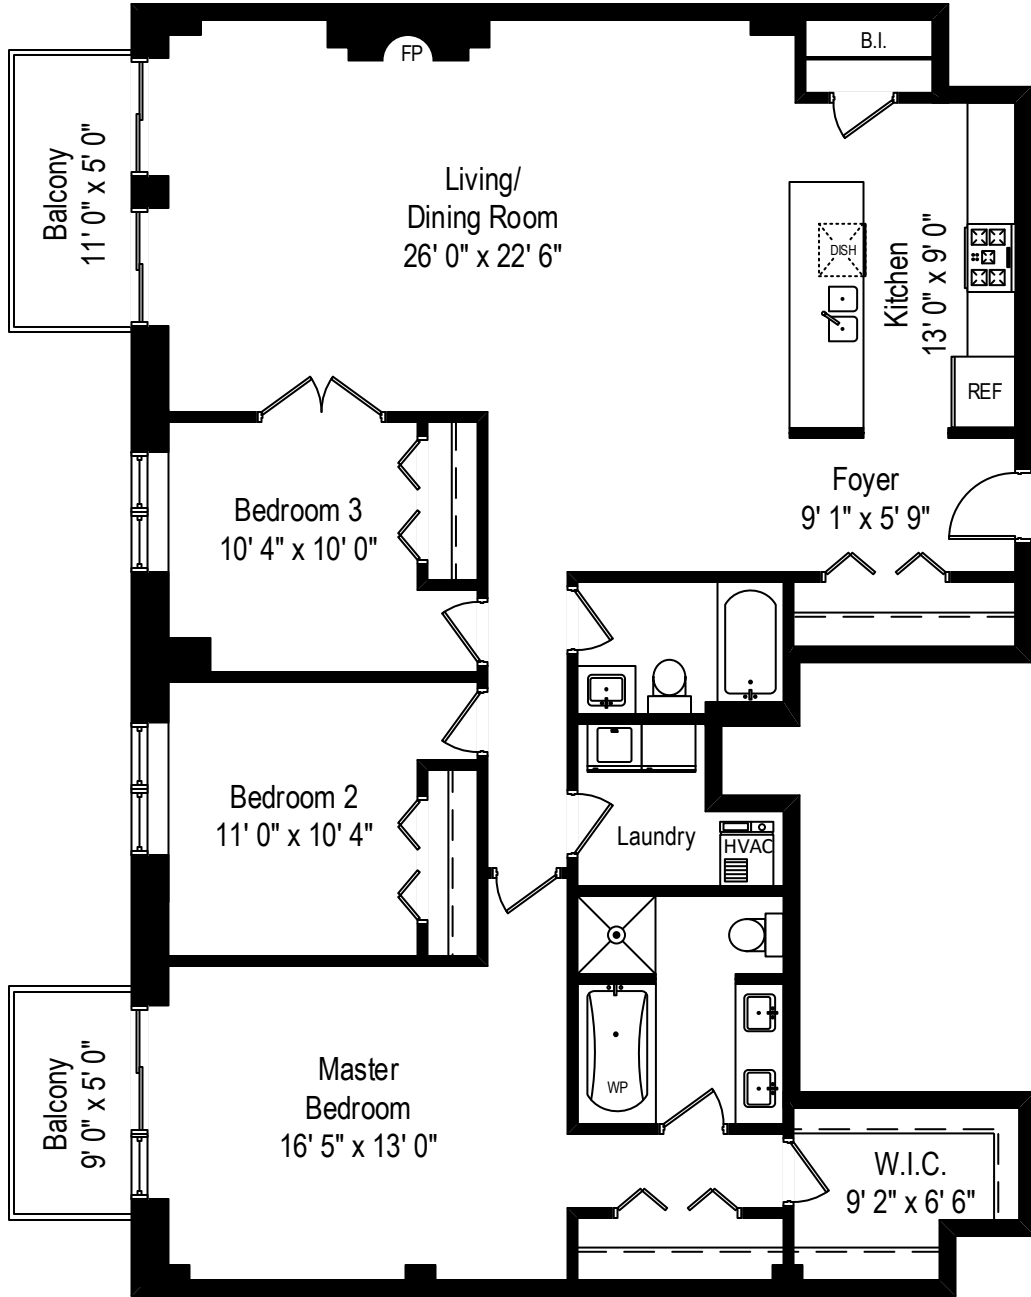 FP
B.I.
Balcony
11' 0" x 5' 0"
Living/
Dining Room
26' 0" x 22' 6"
DISH
Kitchen
13' 0" x 9' 0"
REF
Foyer
9' 1" x 5' 9"
Bedroom 3
10' 4" x 10' 0"
Bedroom 2
11' 0" x 10' 4"
Laundry
HVAC
Balcony
9' 0" x 5' 0"
Master
Bedroom
16' 5" x 13' 0"
WP
W.I.C.
9' 2" x 6' 6"